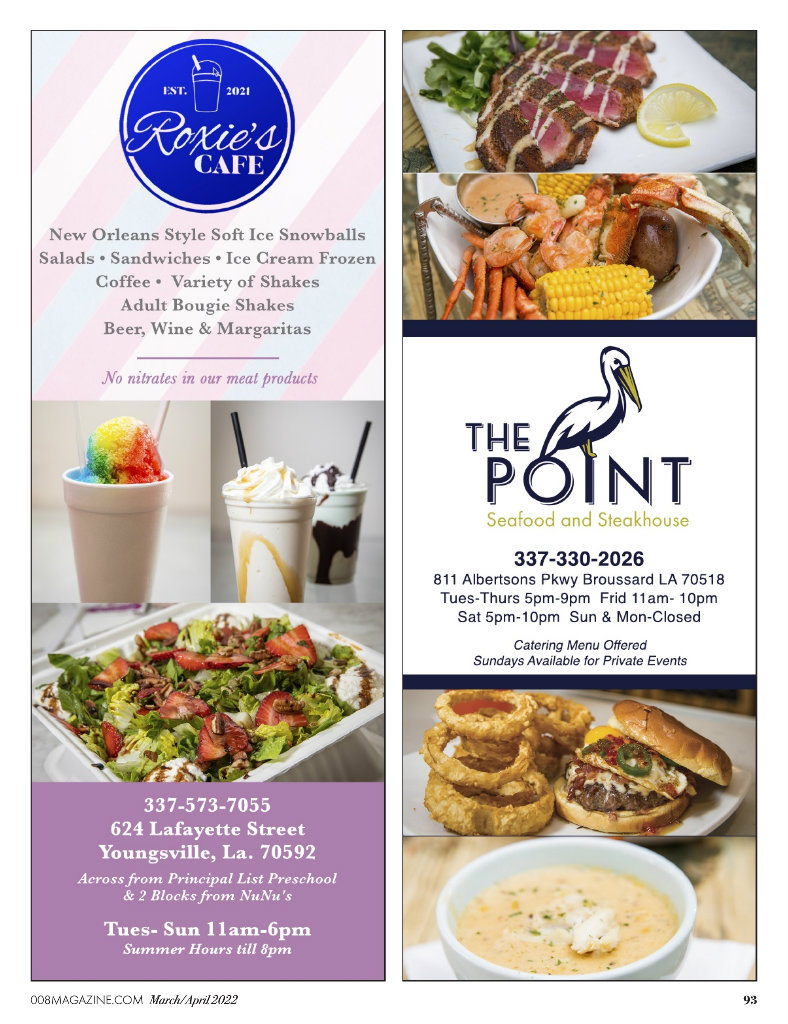 EST. 2021
Roxie's
CAFE
New Orleans Style Soft Ice Snowballs
Salads • Sandwiches • Ice Cream Frozen
Coffee • Variety of Shakes
Adult Bougie Shakes
Beer, Wine & Margaritas
No nitrates in our meat products
337-573-7055
624 Lafayette Street
Youngsville, La. 70592
Across from Principal List Preschool
& 2 Blocks from NuNu's
Tues- Sun 11am-6pm
Summer Hours till 8pm
THE
POINT
Seafood and Steakhouse
337-330-2026
811 Albertsons Pkwy Broussard LA 70518
Tues-Thurs 5pm-9pm Frid 11am- 10pm
Sat 5pm-10pm Sun & Mon-Closed
Catering Menu Offered
Sundays Available for Private Events
008MAGAZINE.COM March/April 2022
93